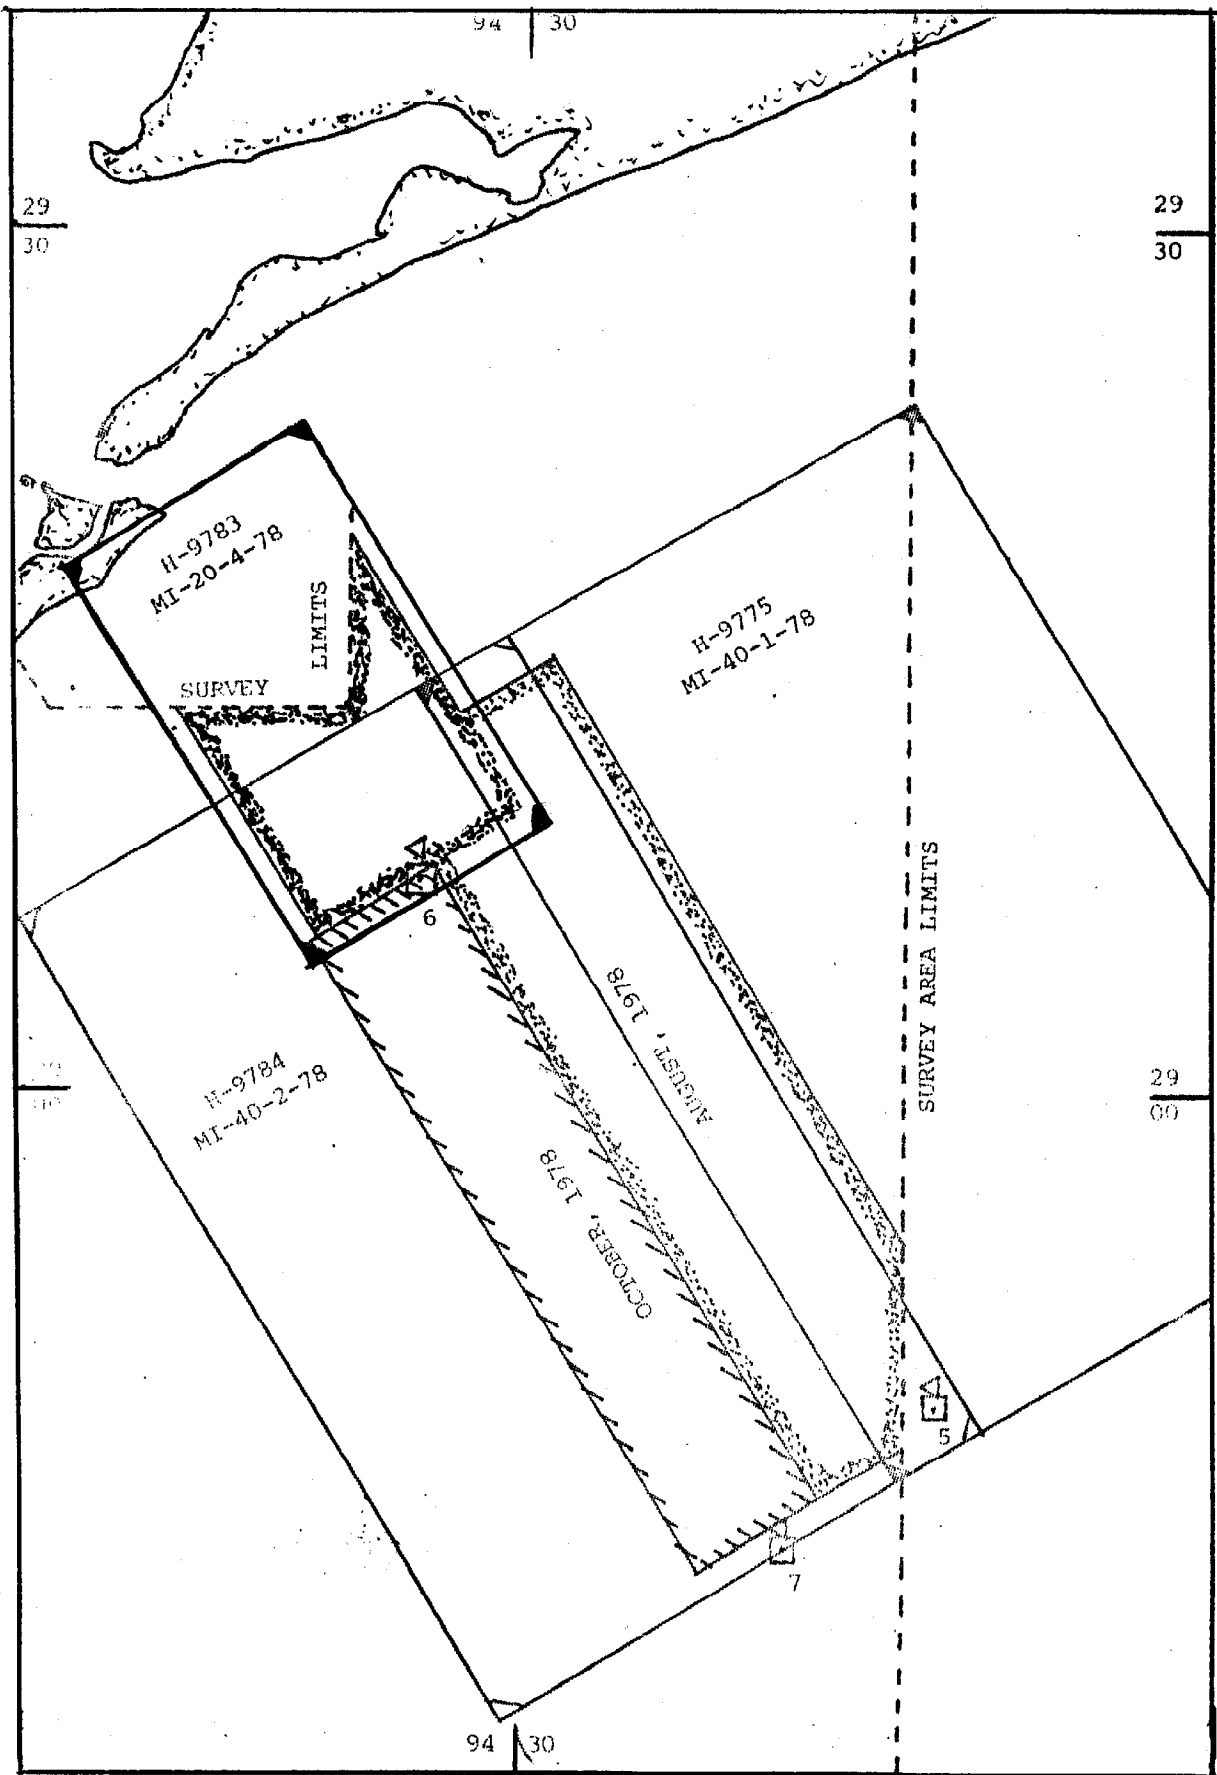 94 30
29
30
29
30
H-9783
MI-20-4-78
LIMITS
SURVEY
H-9775
MI-40-1-78
SURVEY AREA LIMITS
6
AUGUST, 1978
H-9784
MI-40-2-78
29
00
OCTOBER, 1978
5
7
94 30